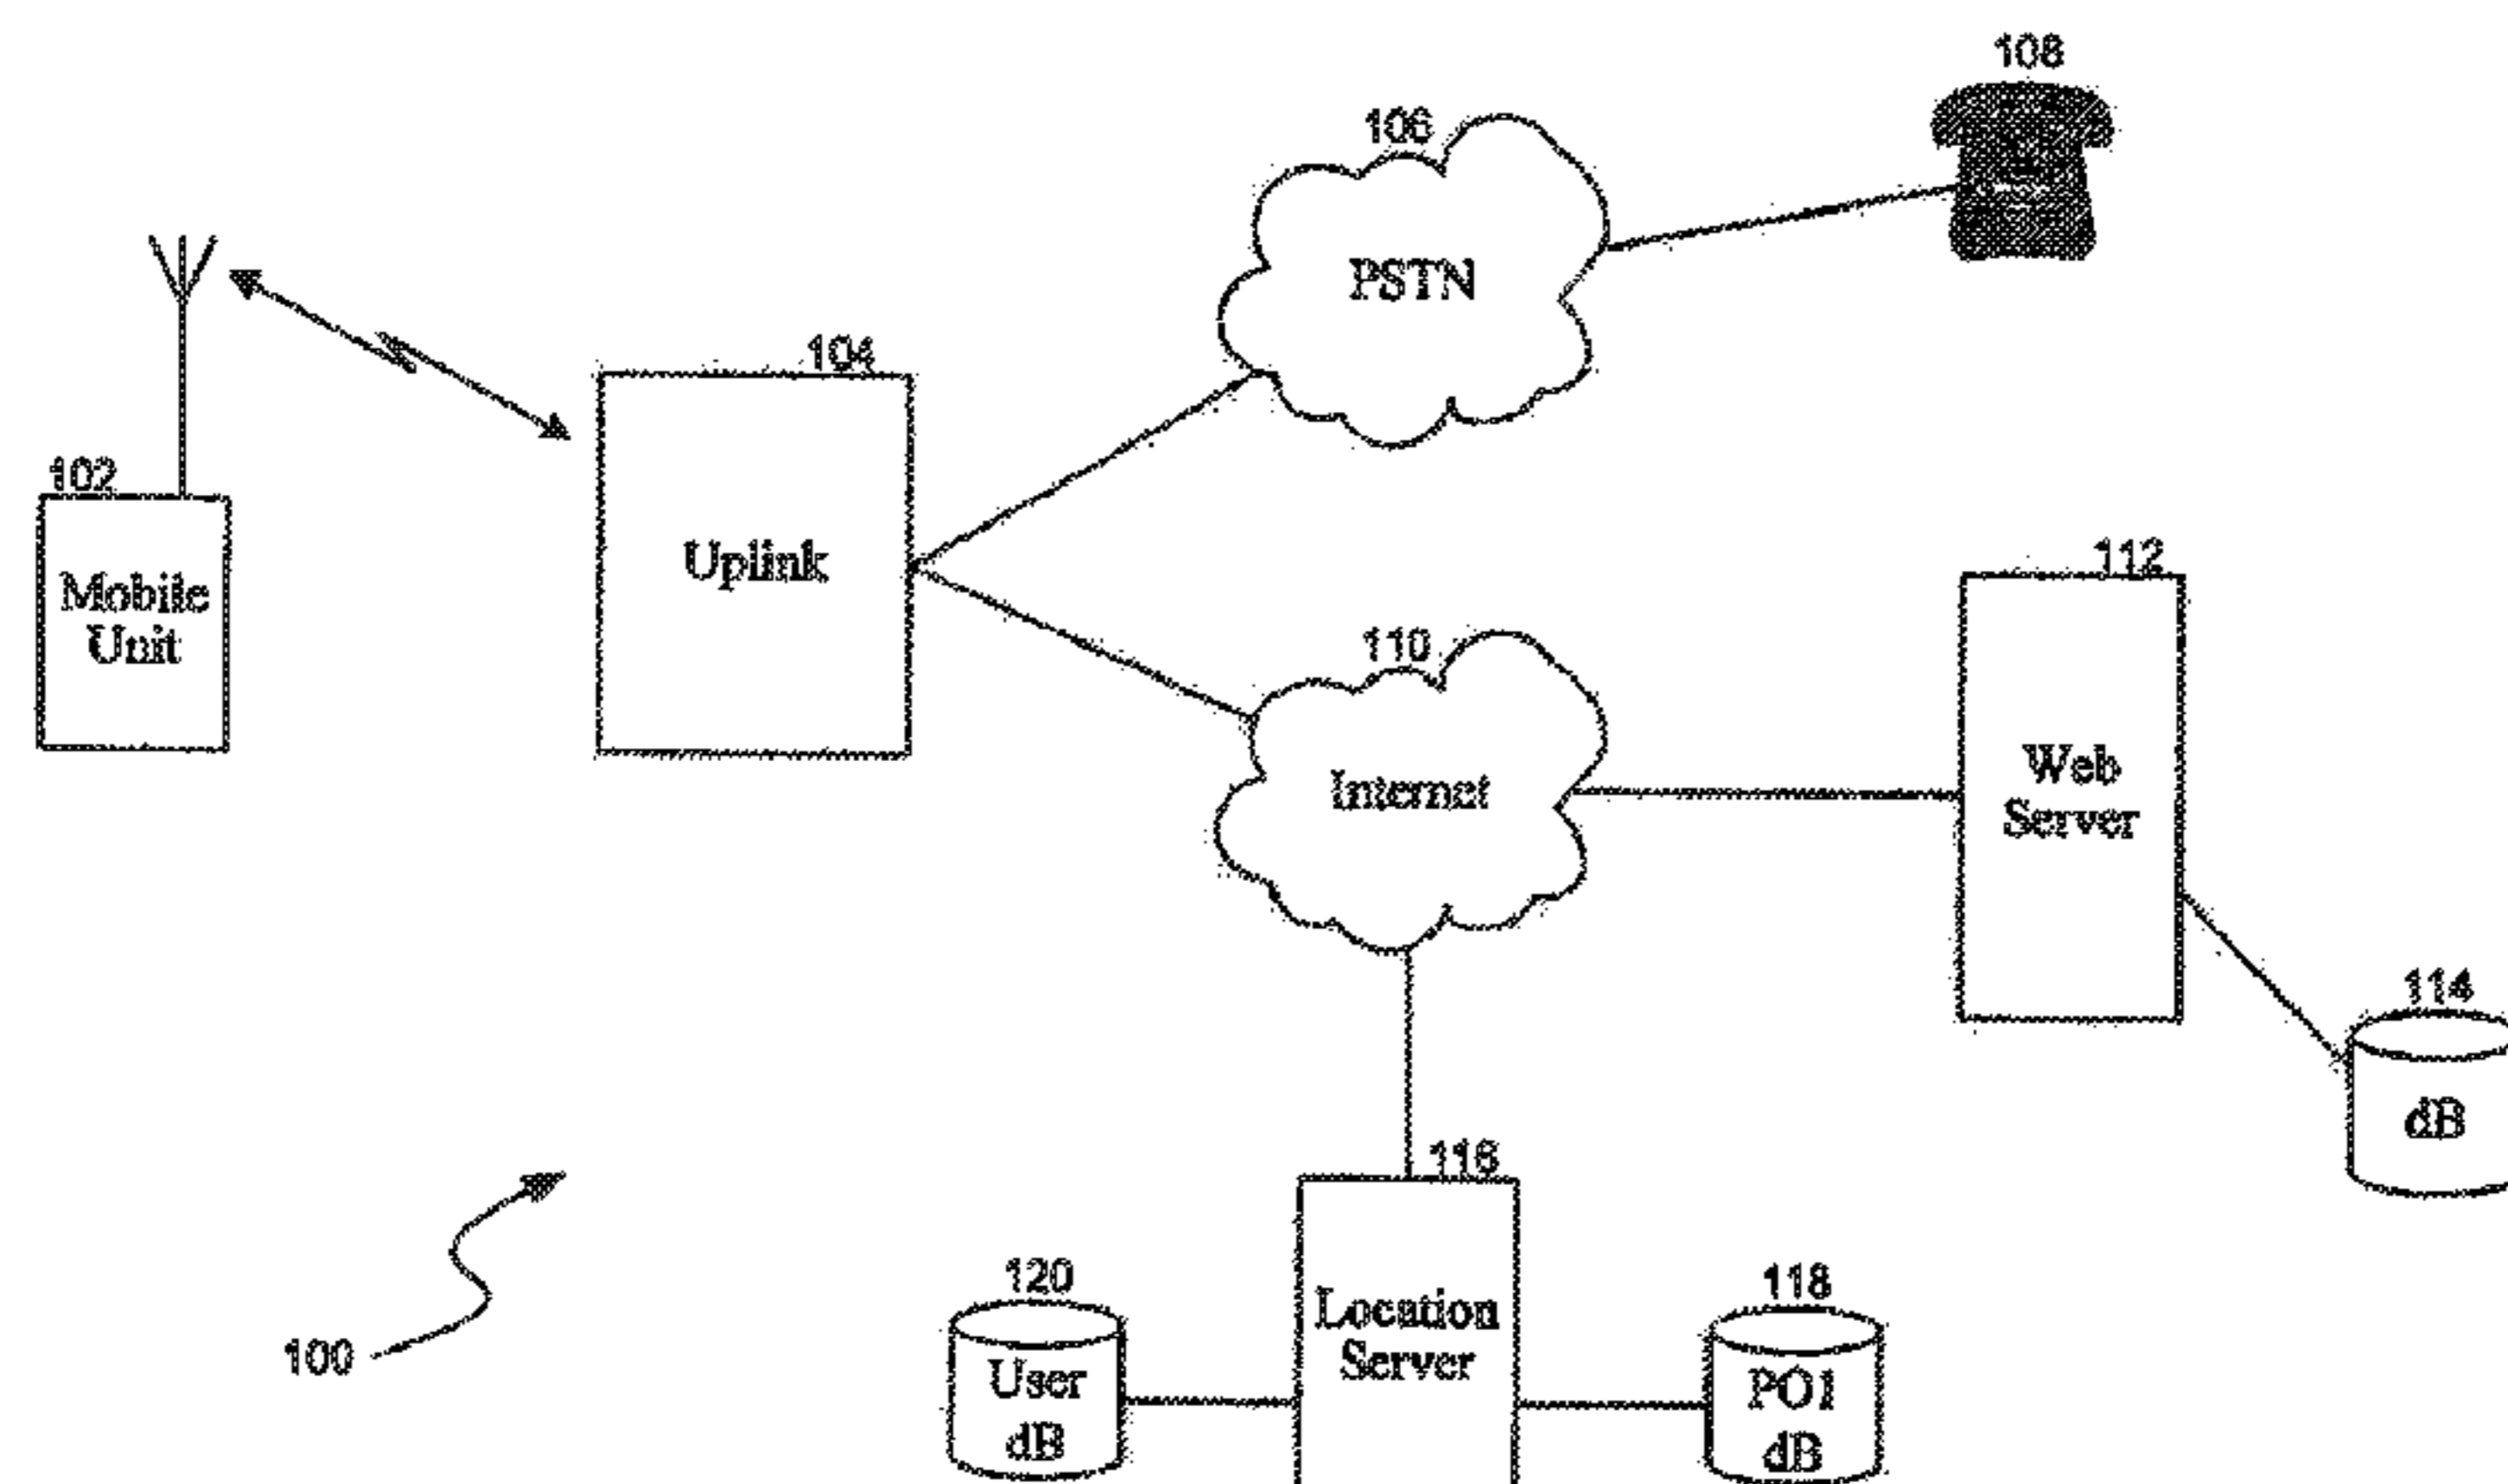 108
106
PSTN
104
Uplink
102
Mobile
Unit
112
Web
Server
110
Internet
114
dB
116
Location
Server
120
User
dB
118
POI
dB
100